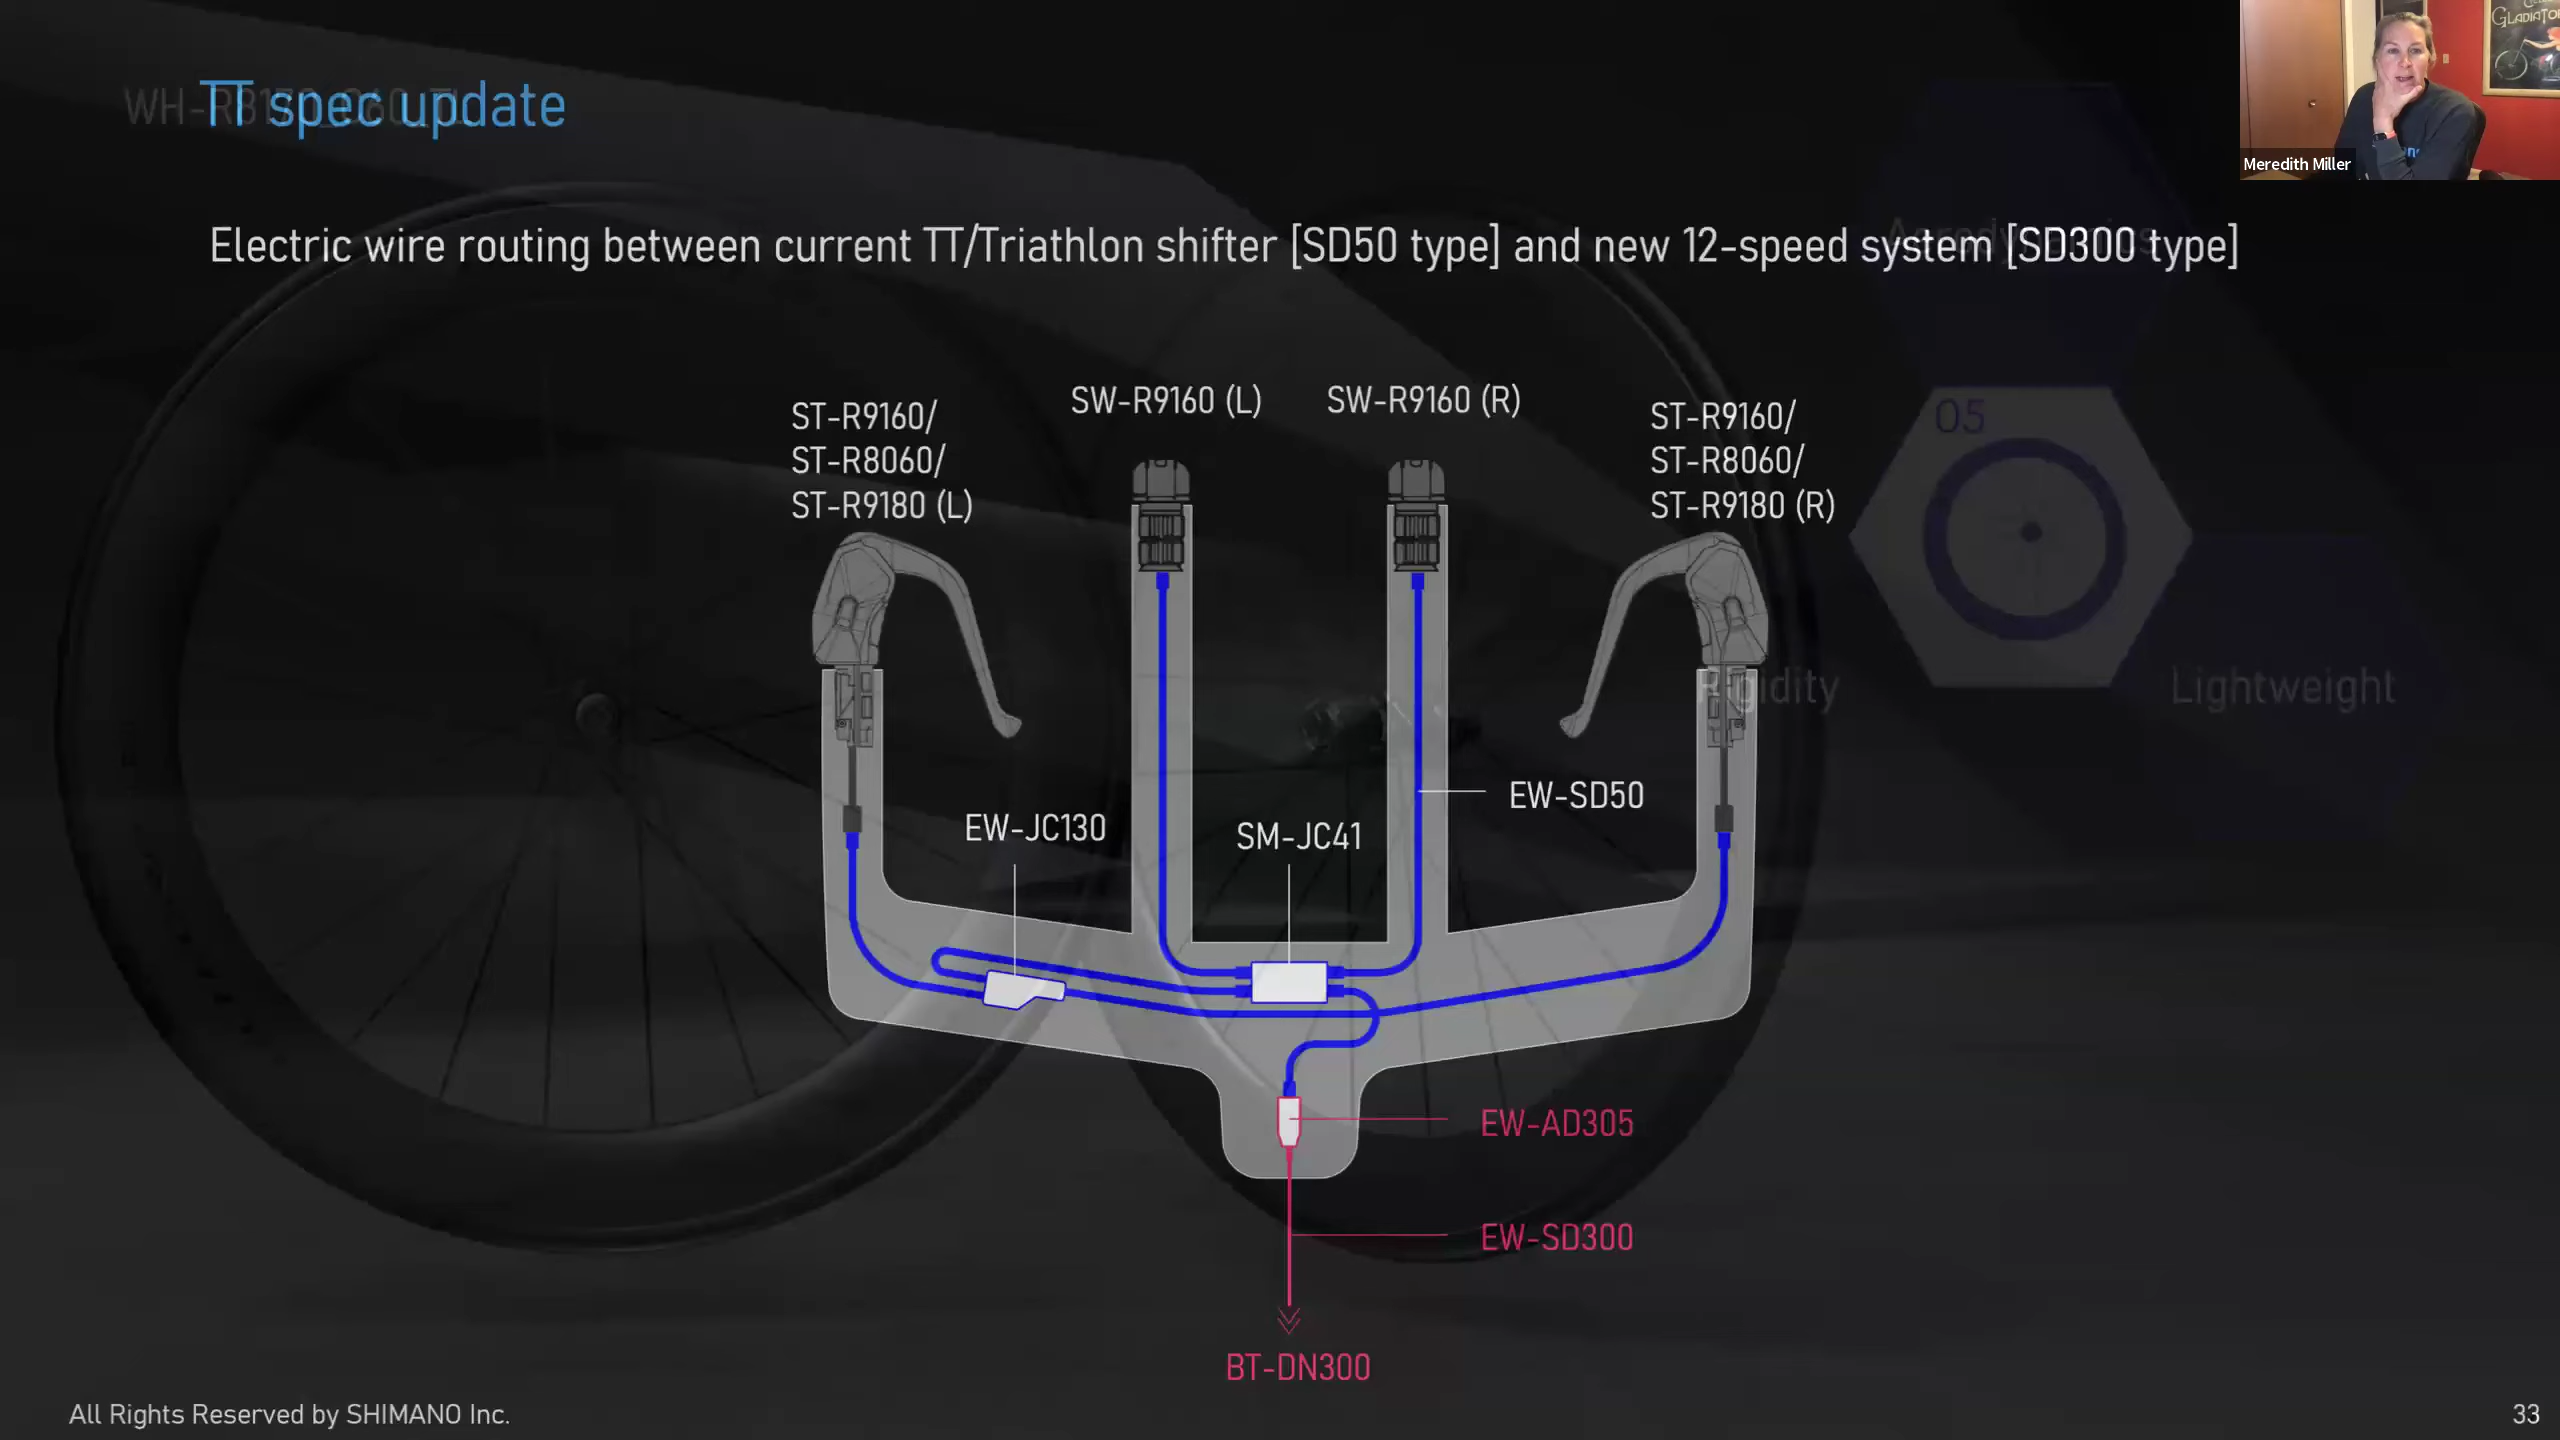 TT spec update
Electric wire routing between current TT/Triathlon shifter [SD50 type] and new 12-speed system [SD300 type]
Aerodynamics
GLADIATOR
Meredith Miller
ST-R9160/
ST-R8060/
ST-R9180 (L)
SW-R9160 (L)
SW-R9160 (R)
ST-R9160/
ST-R8060/
ST-R9180 (R)
05
Rigidity
Lightweight
EW-SD50
EW-JC130
SM-JC41
EW-AD305
EW-SD300
BT-DN300
All Rights Reserved by SHIMANO Inc.
33